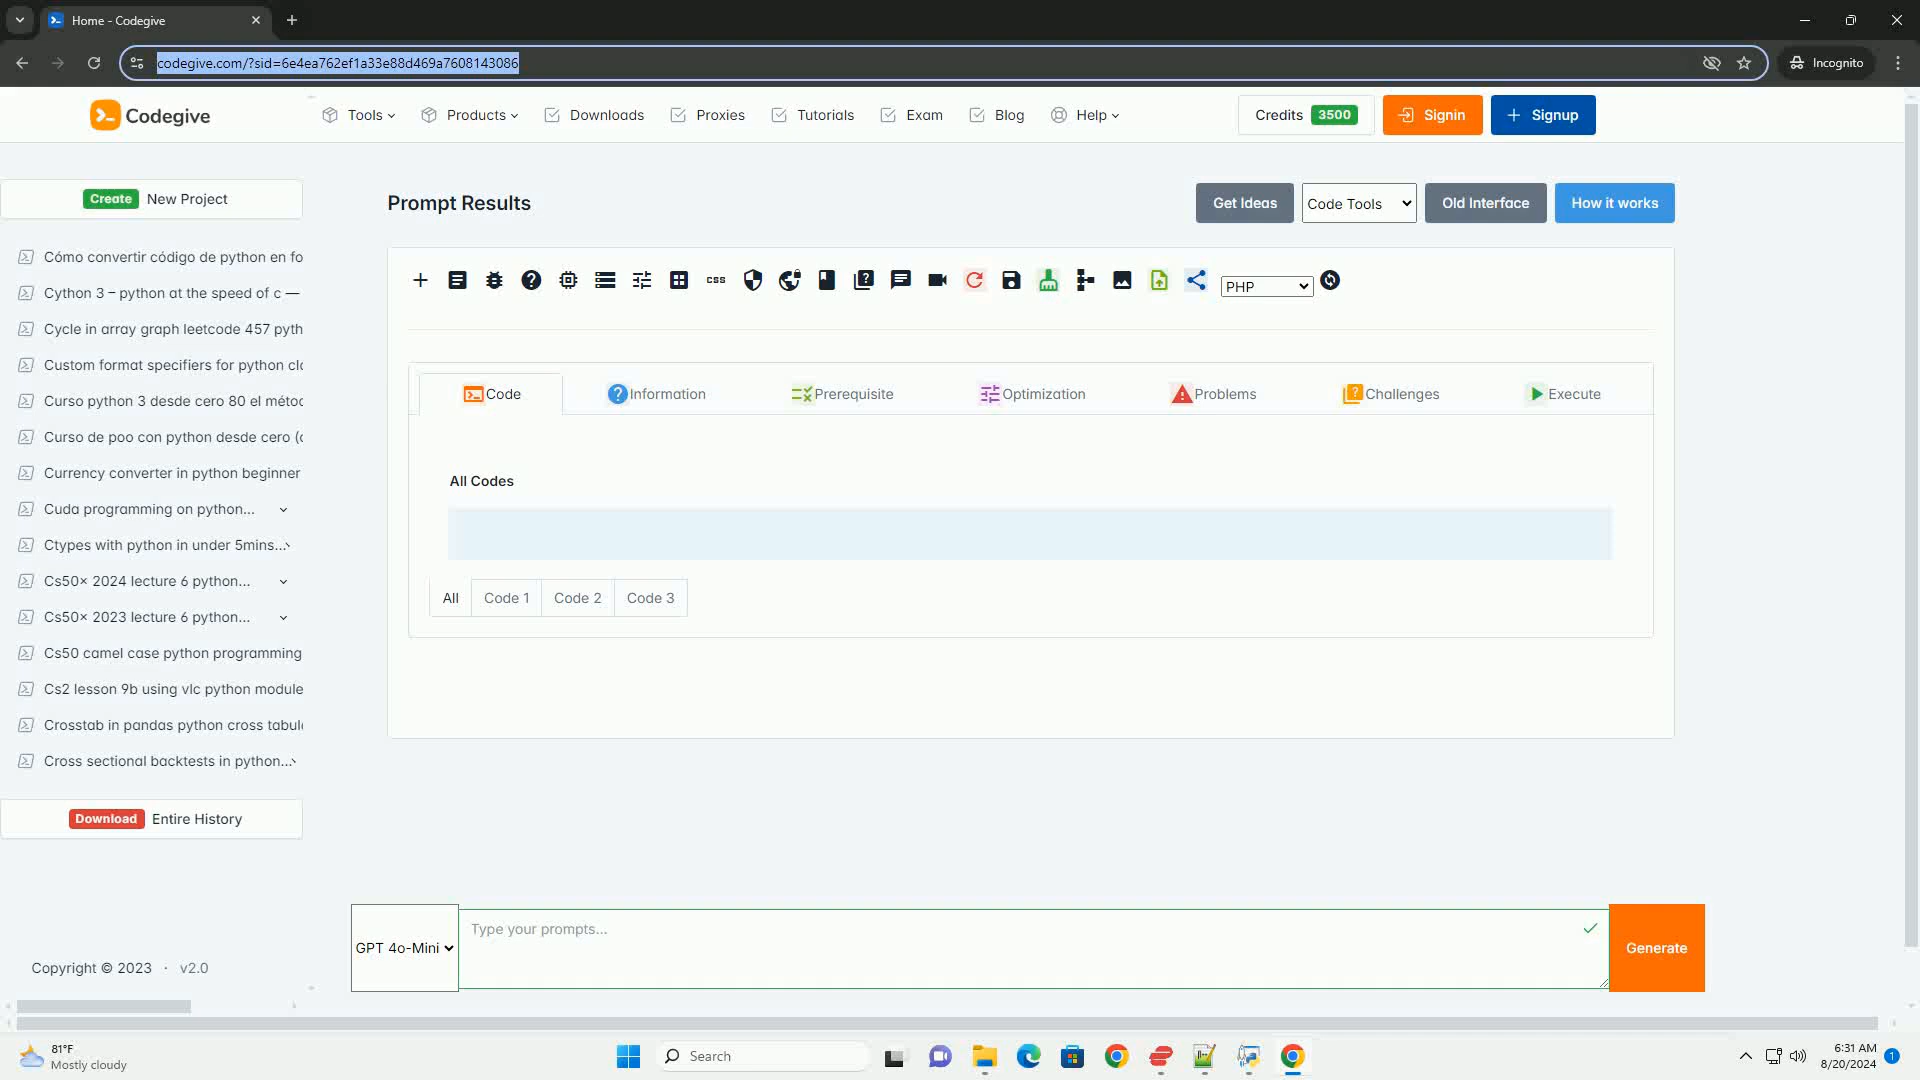 Home - Codegive
codegive.com/?sid=6e4ea762ef1a33e88d469a7608143086
Incognito
Codegive
Tools
Products
Downloads
Proxies
Tutorials
Exam
Blog
Help
Credits 3500
Signin
Signup
Create New Project
Cómo convertir código de python en fo
Cython 3 – python at the speed of c —
Cycle in array graph leetcode 457 pyth
Custom format specifiers for python cl
Curso python 3 desde cero 80 el métoc
Curso de poo con python desde cero (c
Currency converter in python beginner
Cuda programming on python...
Ctypes with python in under 5mins...
Cs50x 2024 lecture 6 python...
Cs50x 2023 lecture 6 python...
Cs50 camel case python programming
Cs2 lesson 9b using vlc python module
Crosstab in pandas python cross tabul
Cross sectional backtests in python...
Download Entire History
Copyright © 2023 · v2.0
Prompt Results
Get Ideas
Code Tools
Old Interface
How it works
css
PHP
Code
Information
Prerequisite
Optimization
Problems
Challenges
Execute
All Codes
All
Code 1
Code 2
Code 3
GPT 4o-Mini
Type your prompts...
Generate
81°F
Mostly cloudy
Search
6:31 AM
8/20/2024
1